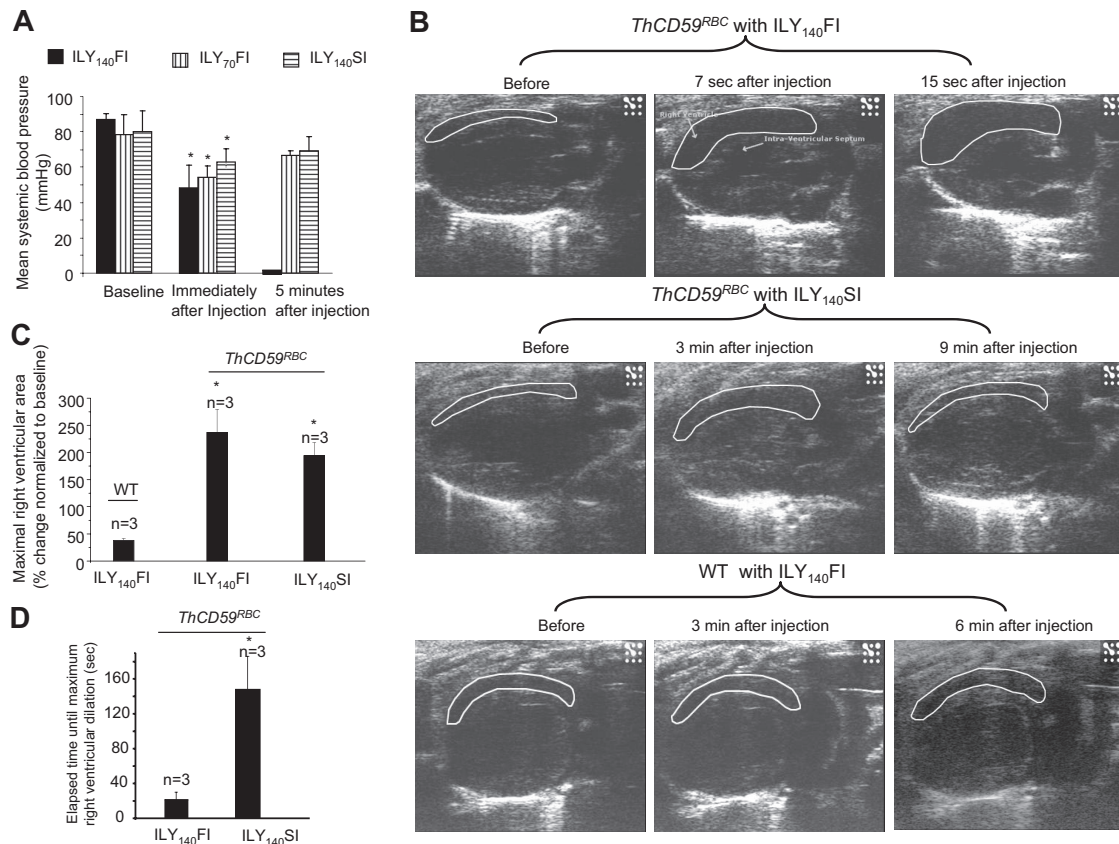 A
ILY140FI ILY70FI ILY140SI
Mean systemic blood pressure
(mmHg)
100
80
60
40
20
0
* * *
Baseline
Immediately
after Injection
5 minutes
after injection
B
ThCD59RBC with ILY140FI
Before
7 sec after injection
15 sec after injection
Right Ventricle
Intra-Ventricular Septum
ThCD59RBC with ILY140SI
Before
3 min after injection
9 min after injection
WT with ILY140FI
Before
3 min after injection
6 min after injection
C
ThCD59RBC
Maximal right ventricular area
(% change normalized to baseline)
300
250
200
250
200
150
50
0
WT
n=3
*
n=3
*
n=3
ILY140FI
ILY140FI
ILY140SI
D
ThCD59RBC
Elapsed time until maximum
right ventricular dilation (sec)
160
120
80
40
0
n=3
*
n=3
ILY140FI
ILY140SI